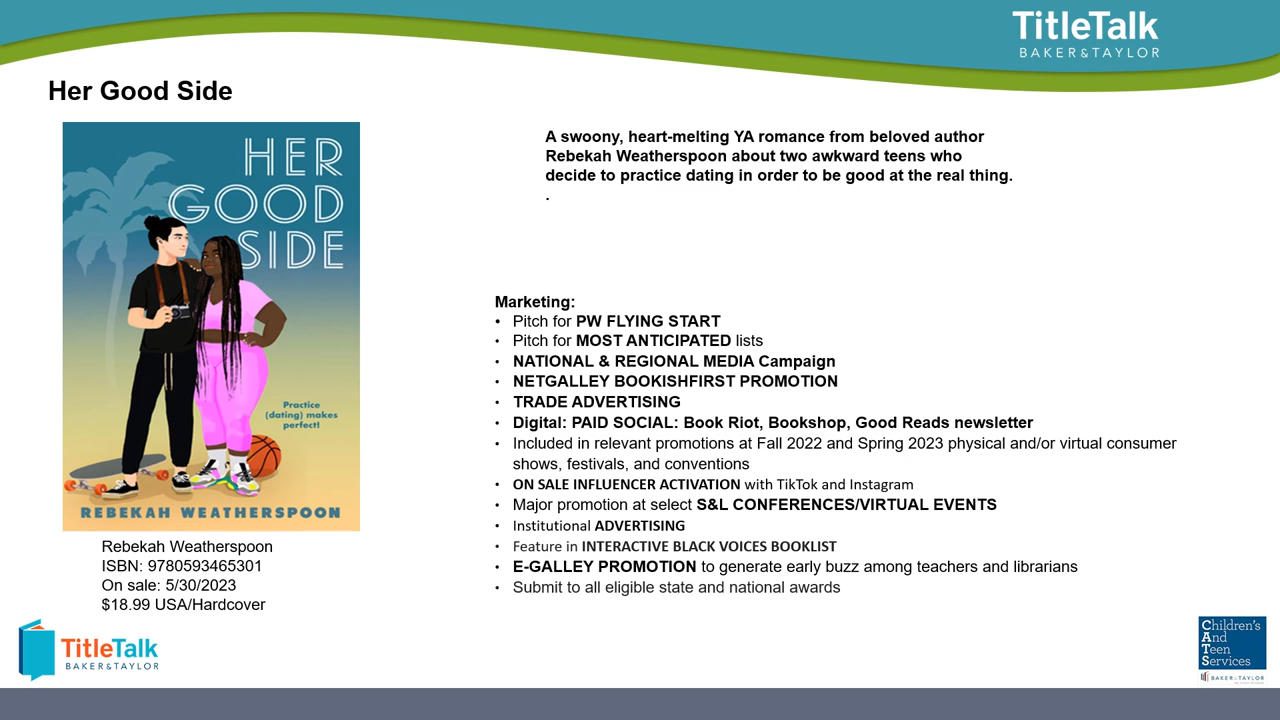 TitleTalk
BAKER & TAYLOR
Her Good Side
HER
GOOD
SIDE
Practice
(dating) makes
perfect!
REBEKAH WEATHERSPOON
Rebekah Weatherspoon
ISBN: 9780593465301
On sale: 5/30/2023
$18.99 USA/Hardcover
A swoony, heart-melting YA romance from beloved author
Rebekah Weatherspoon about two awkward teens who
decide to practice dating in order to be good at the real thing.
.
Marketing:
• Pitch for PW FLYING START
• Pitch for MOST ANTICIPATED lists
• NATIONAL & REGIONAL MEDIA Campaign
• NETGALLEY BOOKISHFIRST PROMOTION
• TRADE ADVERTISING
• Digital: PAID SOCIAL: Book Riot, Bookshop, Good Reads newsletter
• Included in relevant promotions at Fall 2022 and Spring 2023 physical and/or virtual consumer
shows, festivals, and conventions
• ON SALE INFLUENCER ACTIVATION with TikTok and Instagram
• Major promotion at select S&L CONFERENCES/VIRTUAL EVENTS
• Institutional ADVERTISING
• Feature in INTERACTIVE BLACK VOICES BOOKLIST
• E-GALLEY PROMOTION to generate early buzz among teachers and librarians
• Submit to all eligible state and national awards
TitleTalk
BAKER & TAYLOR
Children's
And
Teen
Services
BAKER & TAYLOR